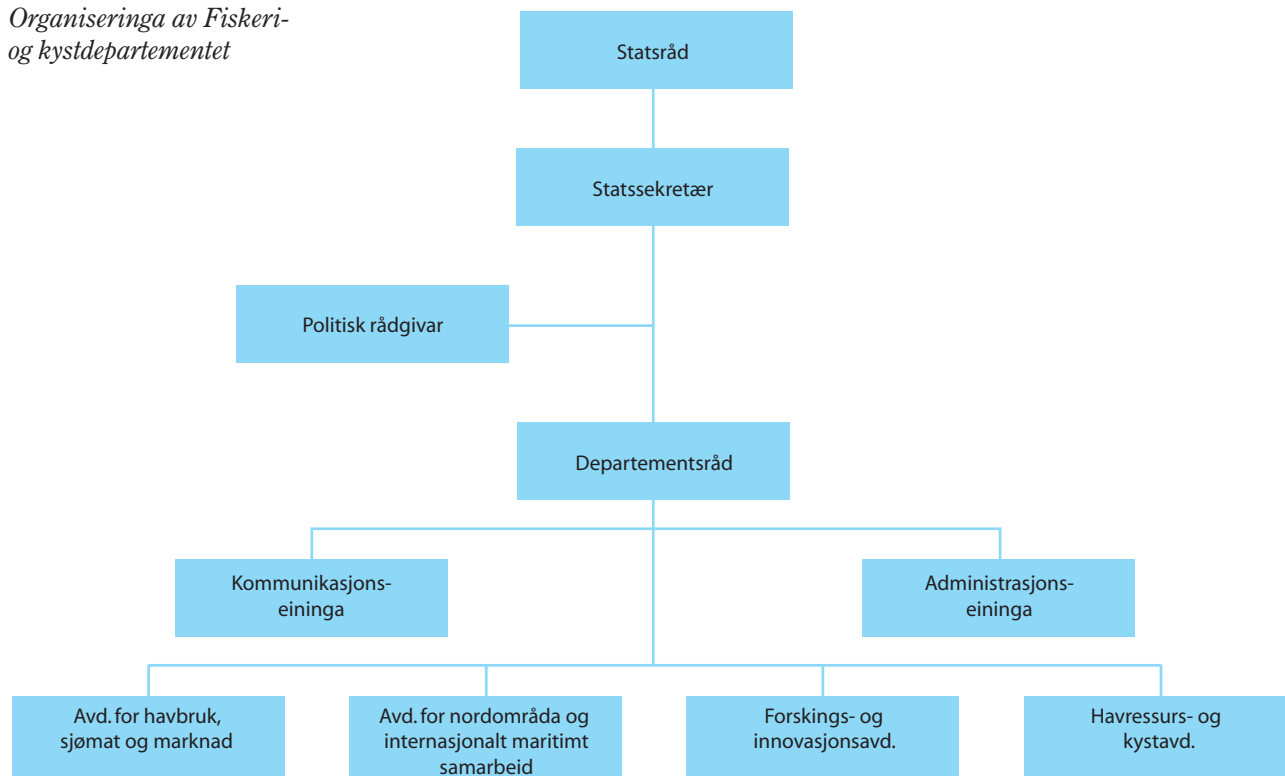 Organiseringa av Fiskeri-
og kystdepartementet
Statsråd
Statssekretær
Politisk rådgivar
Departementsråd
Kommunikasjons-
eininga
Administrasjons-
eininga
Avd. for havbruk,
sjømat og marknad
Avd. for nordområda og
internasjonalt maritimt
samarbeid
Forskings- og
innovasjonsavd.
Havressurs- og
kystavd.